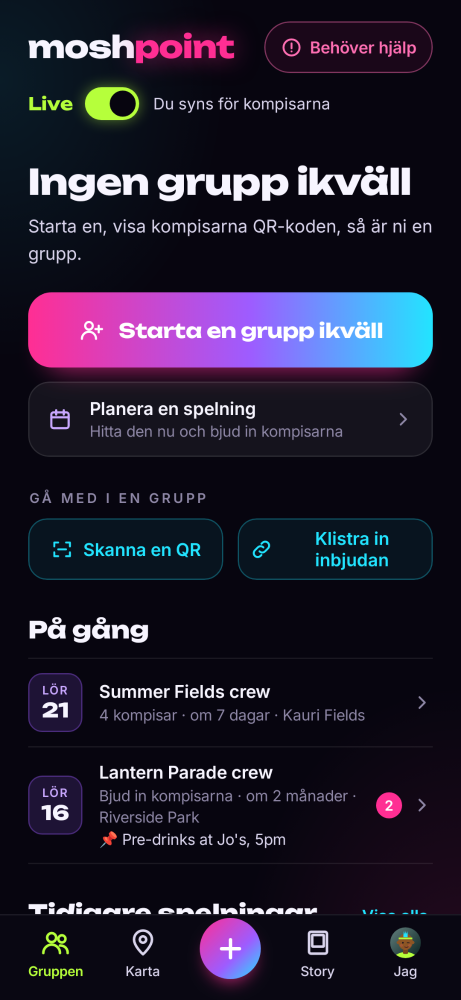 moshpoint
Behöver hjälp
Live
Du syns för kompisarna
Ingen grupp ikväll
Starta en, visa kompisarna QR-koden, så är ni en
grupp.
Starta en grupp ikväll
Planera en spelning
Hitta den nu och bjud in kompisarna
GÅ MED I EN GRUPP
Skanna en QR
Klistra in
inbjudan
På gång
LÖR
21
Summer Fields crew
4 kompisar · om 7 dagar · Kauri Fields
LÖR
16
Lantern Parade crew
Bjud in kompisarna · om 2 månader ·
Riverside Park
📌 Pre-drinks at Jo's, 5pm
2
Tidigare spelningar
Visa alla
Gruppen
Karta
Story
Jag